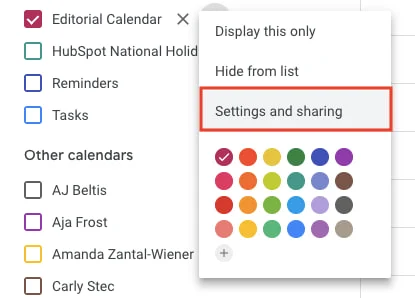 Editorial Calendar
HubSpot National Holid
Reminders
Tasks
Other calendars
AJ Beltis
Aja Frost
Amanda Zantal-Wiener
Carly Stec
Display this only
Hide from list
Settings and sharing